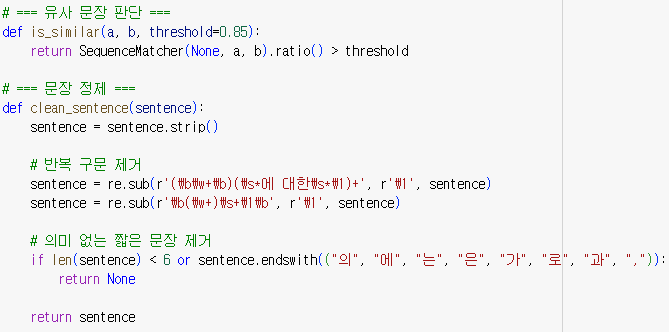 # === 유사 문장 판단 ===
def is_similar(a, b, threshold=0.85):
    return SequenceMatcher(None, a, b).ratio() > threshold

# === 문장 정제 ===
def clean_sentence(sentence):
    sentence = sentence.strip()

    # 반복 구문 제거
    sentence = re.sub(r'(₩b₩w+₩b)(₩s*에 대한₩s*₩1)+', r'₩1', sentence)
    sentence = re.sub(r'₩b(₩w+)₩s+₩1₩b', r'₩1', sentence)

    # 의미 없는 짧은 문장 제거
    if len(sentence) < 6 or sentence.endswith(("의", "에", "는", "은", "가", "로", "과", ",")):
        return None

    return sentence